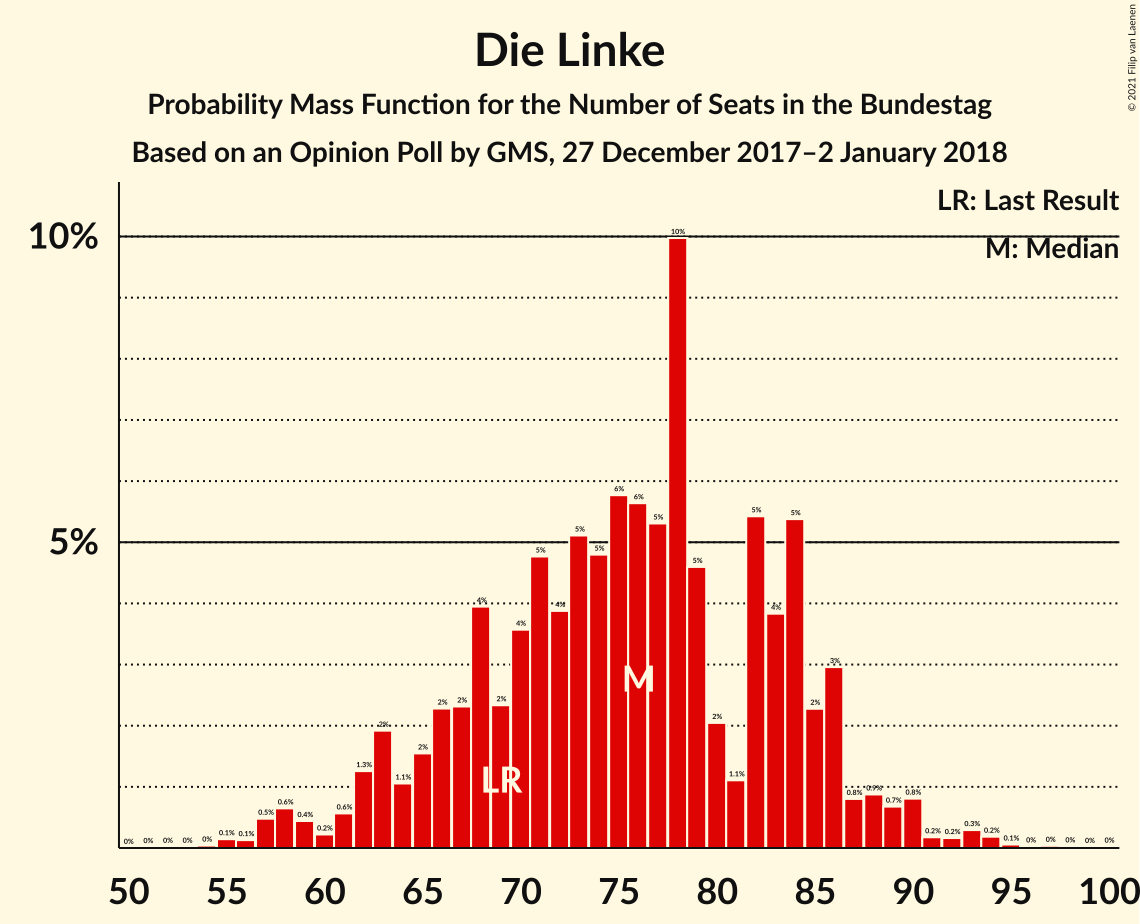 Die Linke
Probability Mass Function for the Number of Seats in the Bundestag
Based on an Opinion Poll by GMS, 27 December 2017–2 January 2018
© 2021 Filip van Laenen
LR: Last Result
M: Median
10%
5%
0% 0% 0% 0% 0% 0.1% 0.1% 0.5% 0.6% 0.4% 0.2% 0.6% 1.3% 2% 1.1% 2% 2% 2% 4% 2% 4% 5% 4% 5% 5% 6% 6% 5% 10% 5% 2% 1.1% 5% 4% 5% 2% 3% 0.8% 0.9% 0.7% 0.8% 0.2% 0.2% 0.3% 0.2% 0.1% 0% 0% 0% 0% 0%
M
LR
50 55 60 65 70 75 80 85 90 95 100